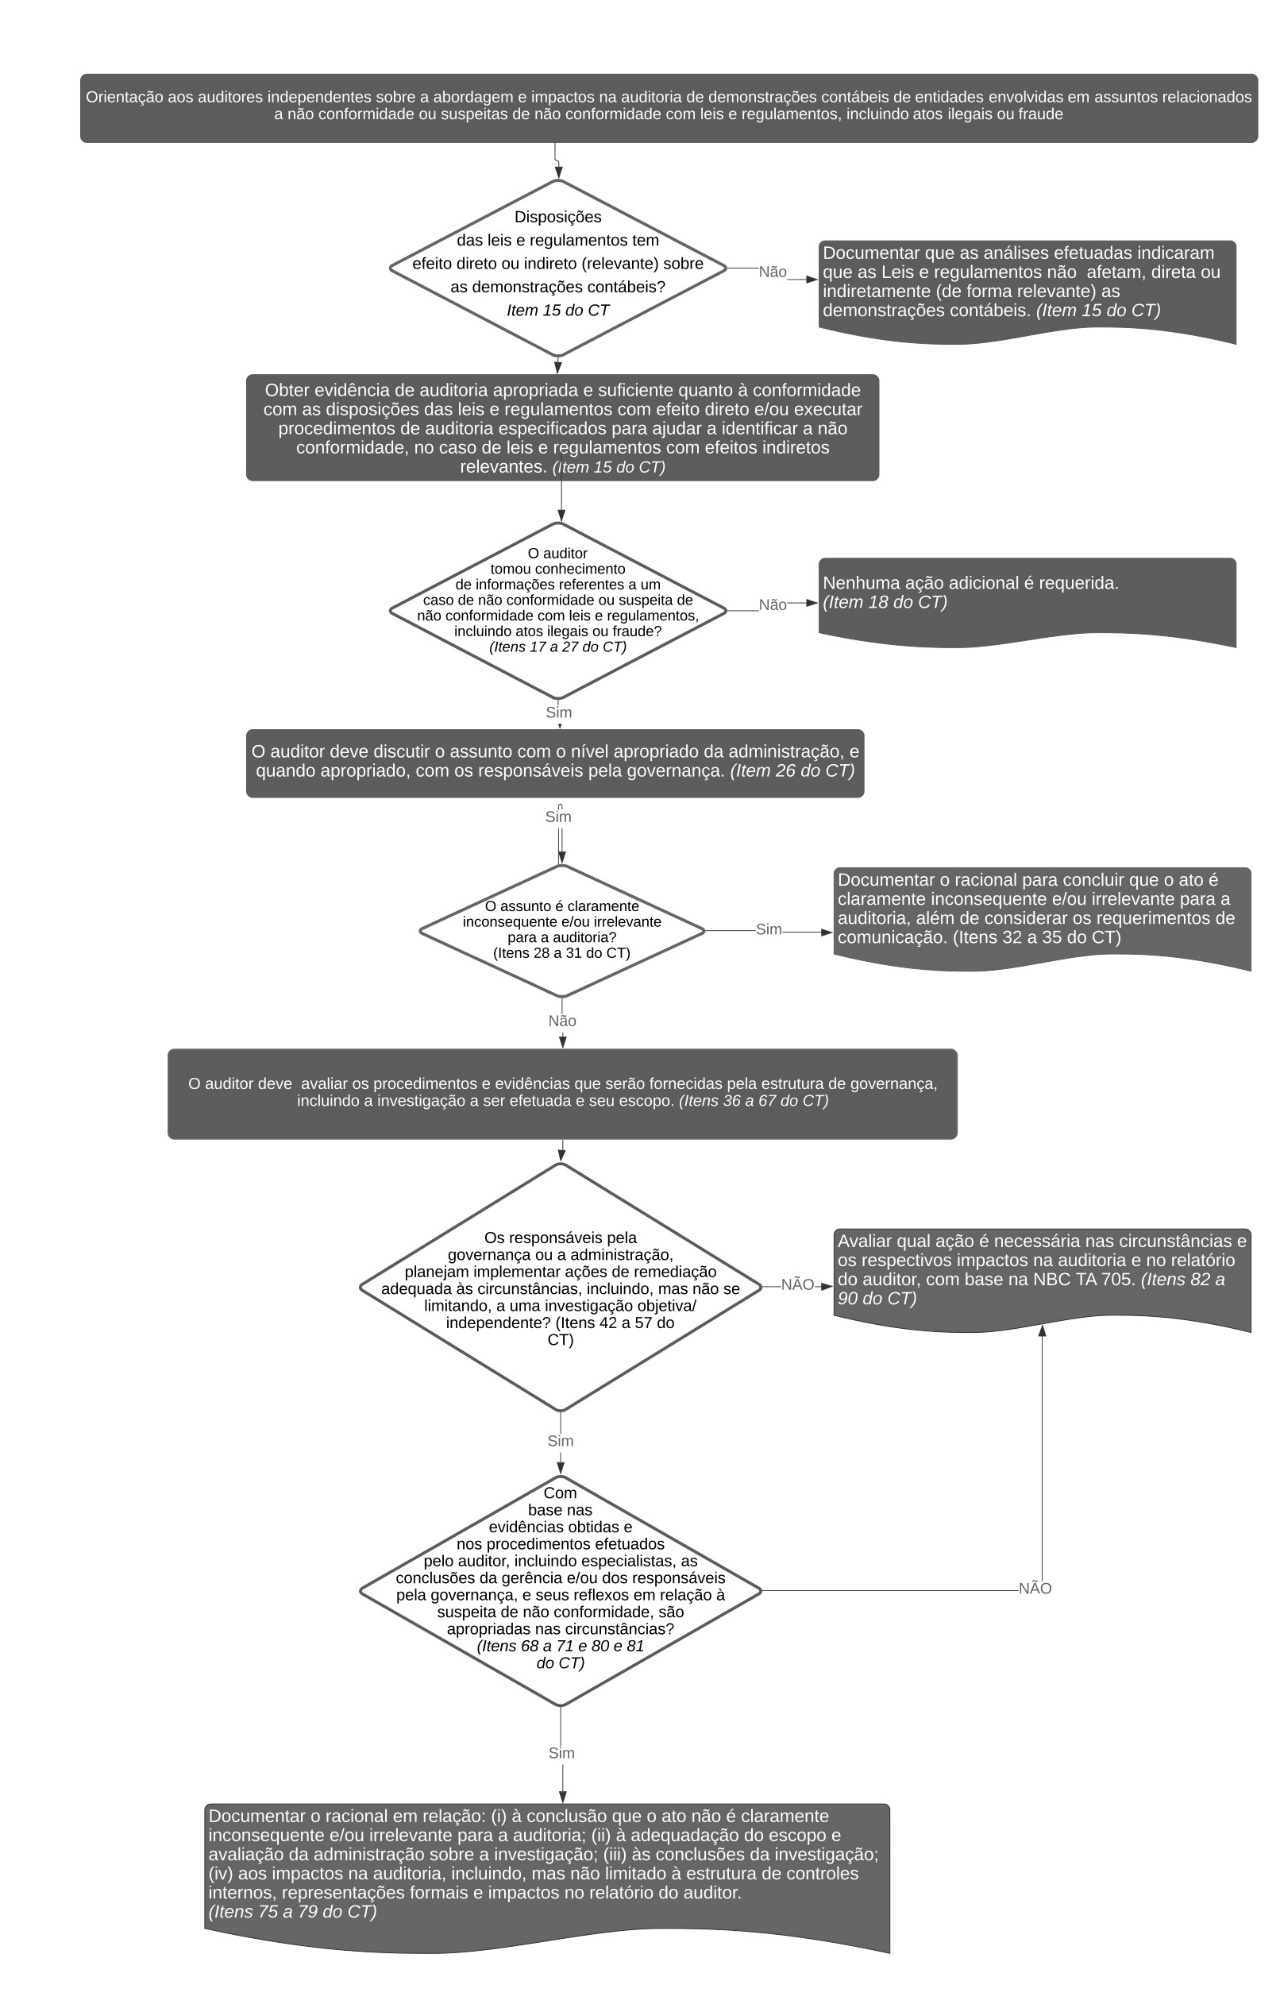 Orientação aos auditores independentes sobre a abordagem e impactos na auditoria de demonstrações contábeis de entidades envolvidas em assuntos relacionados
a não conformidade ou suspeitas de não conformidade com leis e regulamentos, incluindo atos ilegais ou fraude
Disposições
das leis e regulamentos tem
efeito direto ou indireto (relevante) sobre
as demonstrações contábeis?
Item 15 do CT
Não
Documentar que as análises efetuadas indicaram
que as Leis e regulamentos não  afetam, direta ou
indiretamente (de forma relevante) as
demonstrações contábeis. (Item 15 do CT)
Obter evidência de auditoria apropriada e suficiente quanto à conformidade
com as disposições das leis e regulamentos com efeito direto e/ou executar
procedimentos de auditoria especificados para ajudar a identificar a não
conformidade, no caso de leis e regulamentos com efeitos indiretos
relevantes. (Item 15 do CT)
O auditor
tomou conhecimento
de informações referentes a um
caso de não conformidade ou suspeita de
não conformidade com leis e regulamentos,
incluindo atos ilegais ou fraude?
(Itens 17 a 27 do CT)
Não
Nenhuma ação adicional é requerida.
(Item 18 do CT)
Sim
O auditor deve discutir o assunto com o nível apropriado da administração, e
quando apropriado, com os responsáveis pela governança. (Item 26 do CT)
Sim
O assunto é claramente
inconsequente e/ou irrelevante
para a auditoria?
(Itens 28 a 31 do CT)
Sim
Documentar o racional para concluir que o ato é
claramente inconsequente e/ou irrelevante para a
auditoria, além de considerar os requerimentos de
comunicação. (Itens 32 a 35 do CT)
Não
O auditor deve  avaliar os procedimentos e evidências que serão fornecidas pela estrutura de governança,
incluindo a investigação a ser efetuada e seu escopo. (Itens 36 a 67 do CT)
Os responsáveis pela
governança ou a administração,
planejam implementar ações de remediação
adequada às circunstâncias, incluindo, mas não se
limitando, a uma investigação objetiva/
independente? (Itens 42 a 57 do
CT)
NÃO
Avaliar qual ação é necessária nas circunstâncias e
os respectivos impactos na auditoria e no relatório
do auditor, com base na NBC TA 705. (Itens 82 a
90 do CT)
Sim
Com
base nas
evidências obtidas e
nos procedimentos efetuados
pelo auditor, incluindo especialistas, as
conclusões da gerência e/ou dos responsáveis
pela governança, e seus reflexos em relação à
suspeita de não conformidade, são
apropriadas nas circunstâncias?
(Itens 68 a 71 e 80 e 81
do CT)
NÃO
Sim
Documentar o racional em relação: (i) à conclusão que o ato não é claramente
inconsequente e/ou irrelevante para a auditoria; (ii) à adequadação do escopo e
avaliação da administração sobre a investigação; (iii) às conclusões da investigação;
(iv) aos impactos na auditoria, incluindo, mas não limitado à estrutura de controles
internos, representações formais e impactos no relatório do auditor.
(Itens 75 a 79 do CT)